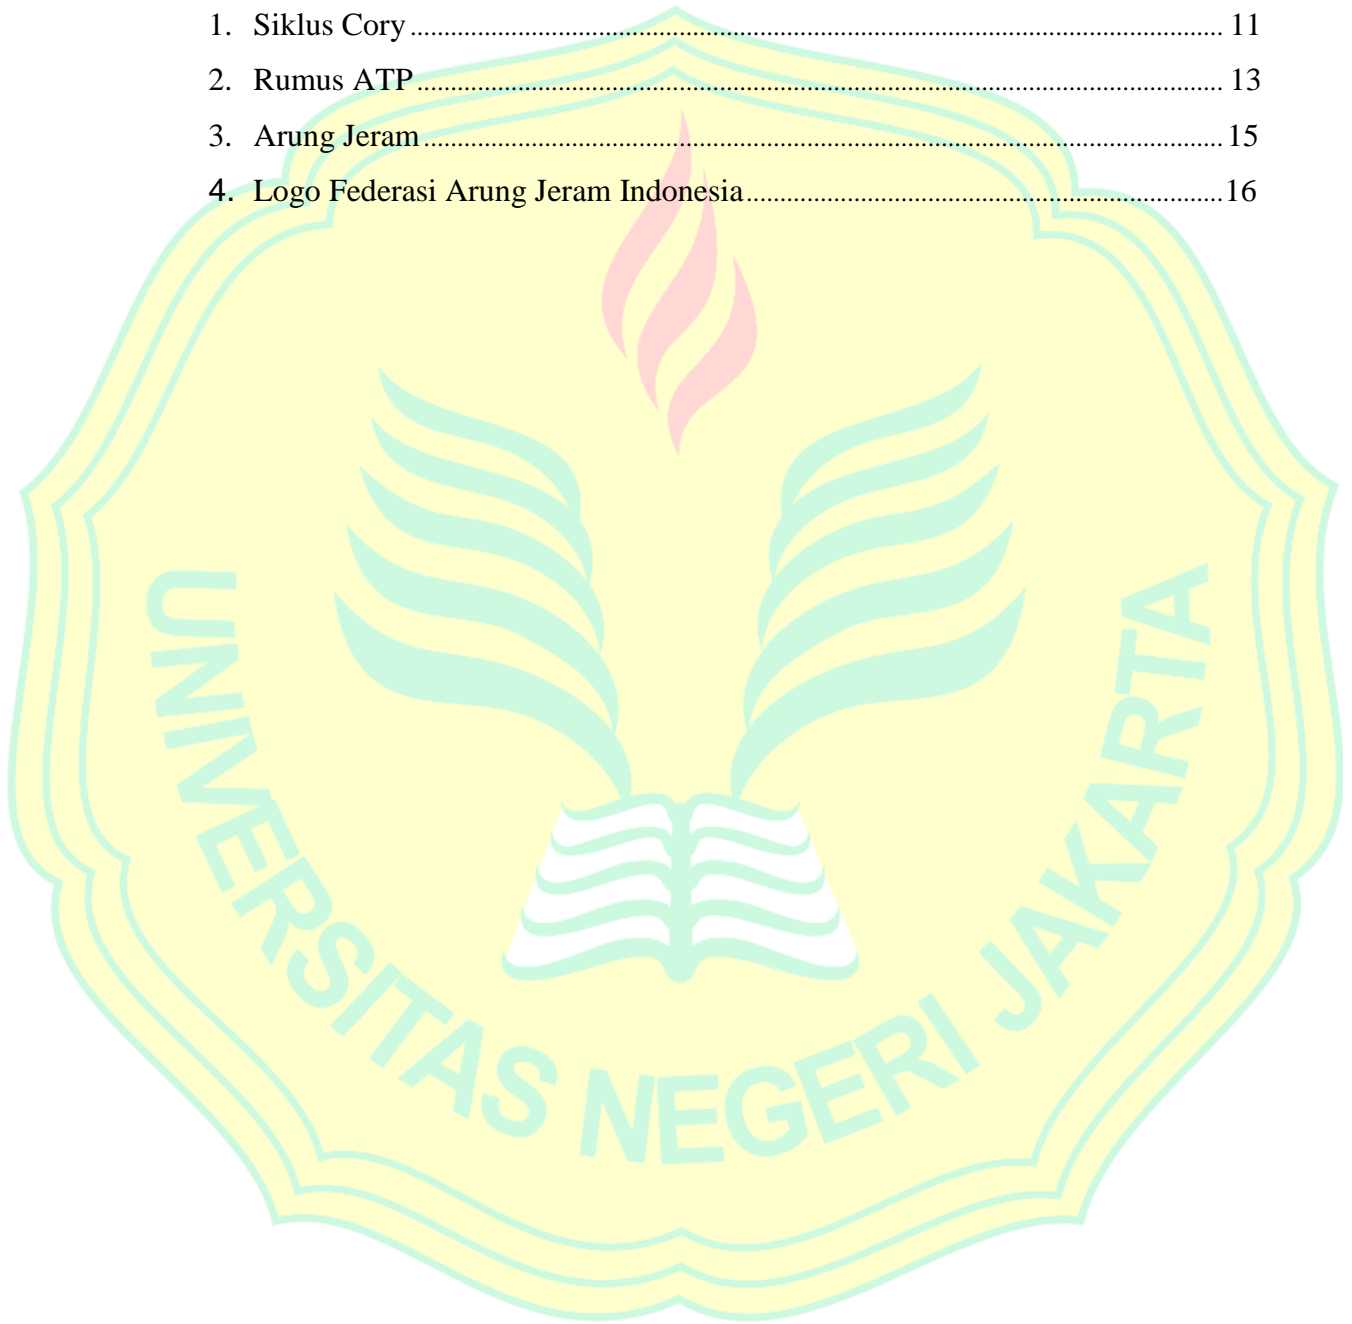 1. Siklus Cory........................................................................................................ 11
2. Rumus ATP....................................................................................................... 13
3. Arung Jeram...................................................................................................... 15
4. Logo Federasi Arung Jeram Indonesia.............................................................16
UNIVERSITAS NEGERI JAKARTA